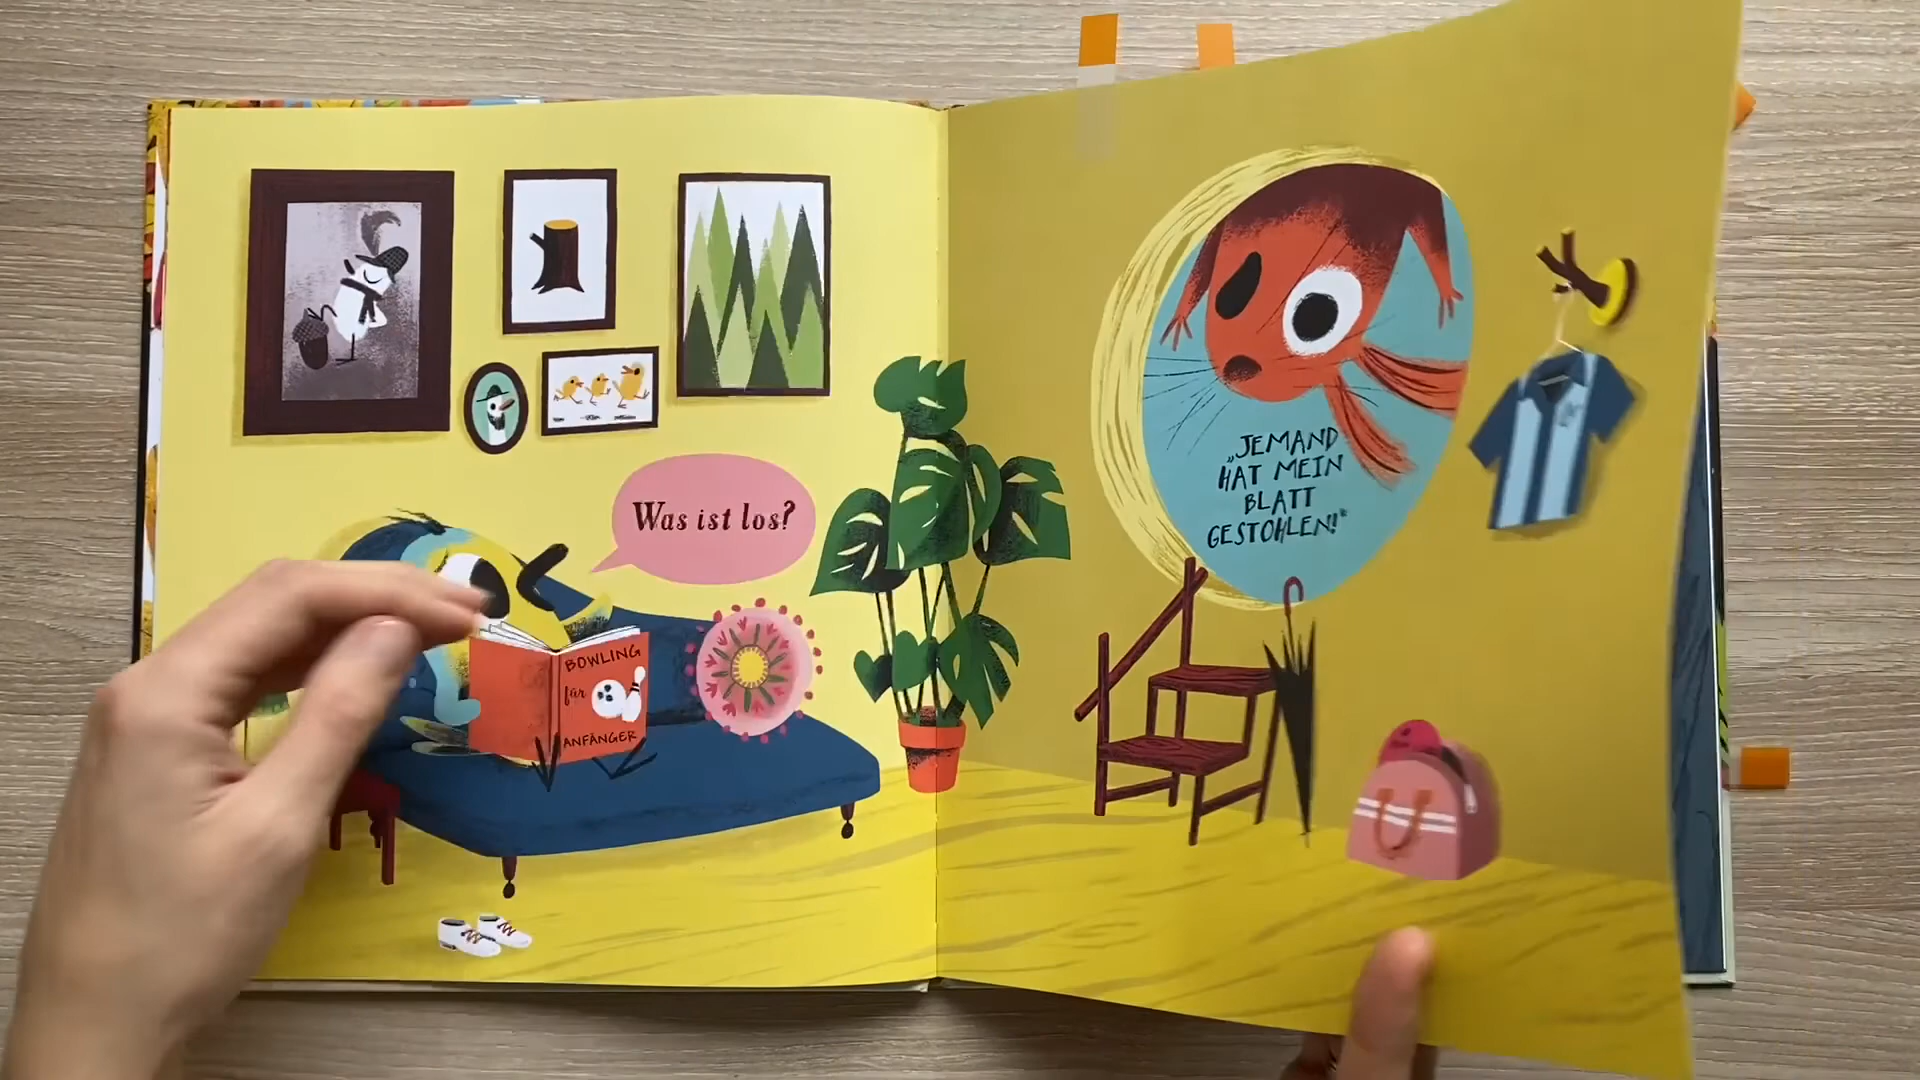 Was ist los?
BOWLING
für
ANFÄNGER
„JEMAND
HAT MEIN
BLATT
GESTOHLEN!“